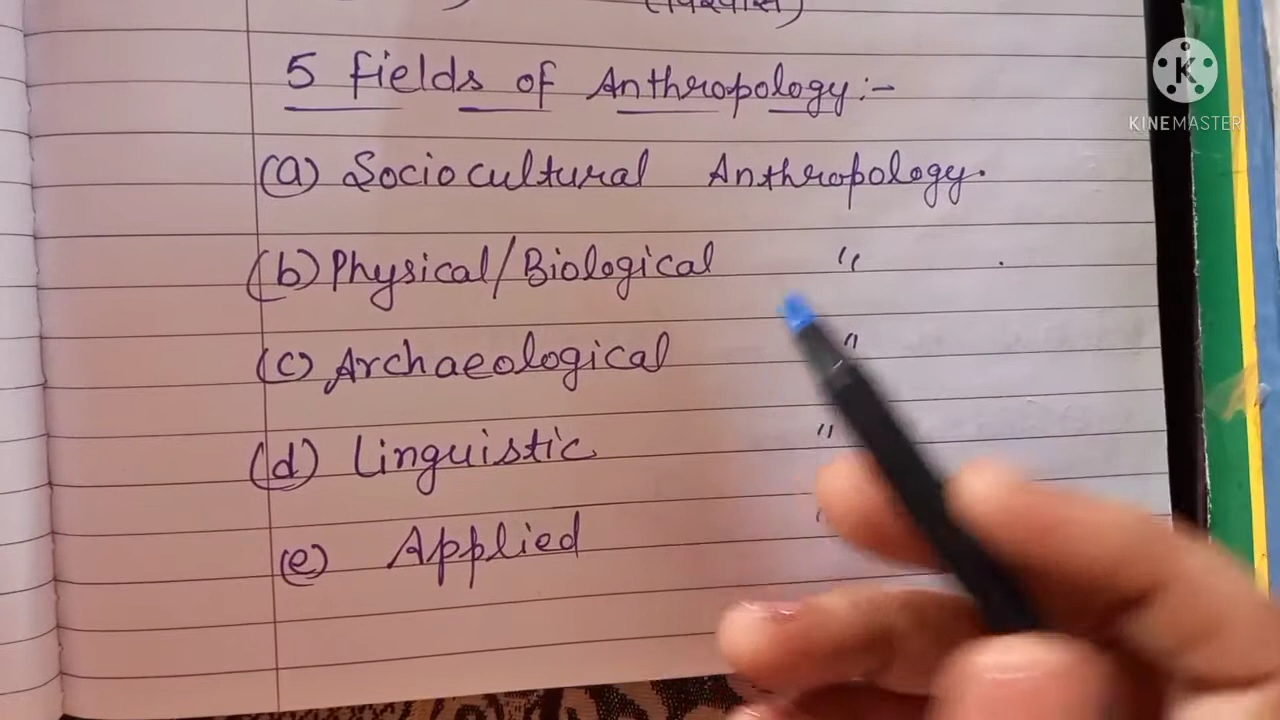 (विश्वास)
5 fields of Anthropology:-
(a) Sociocultural Anthropology.
(b) Physical/Biological "
(c) Archaeological "
(d) Linguistic "
(e) Applied "
K
KINEMASTER